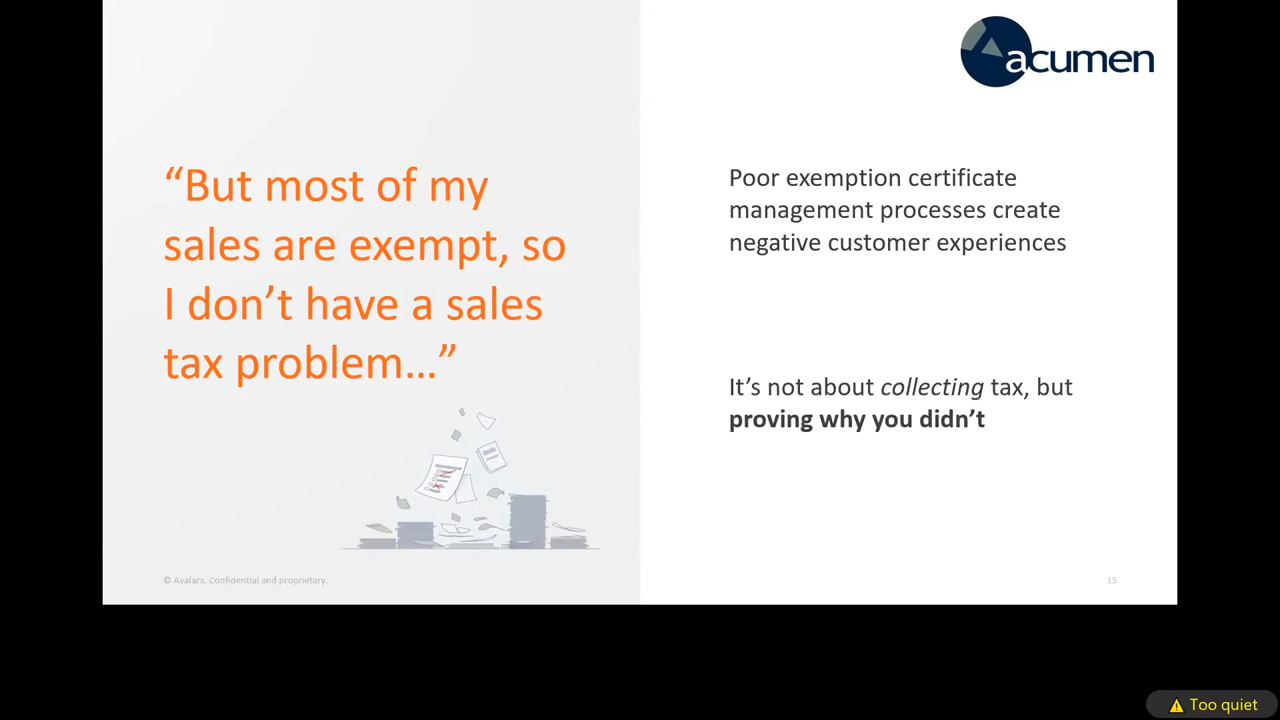 acumen
“But most of my
sales are exempt, so
I don’t have a sales
tax problem…”
Poor exemption certificate
management processes create
negative customer experiences
It’s not about collecting tax, but
proving why you didn’t
© Avalara. Confidential and proprietary.
15
Too quiet